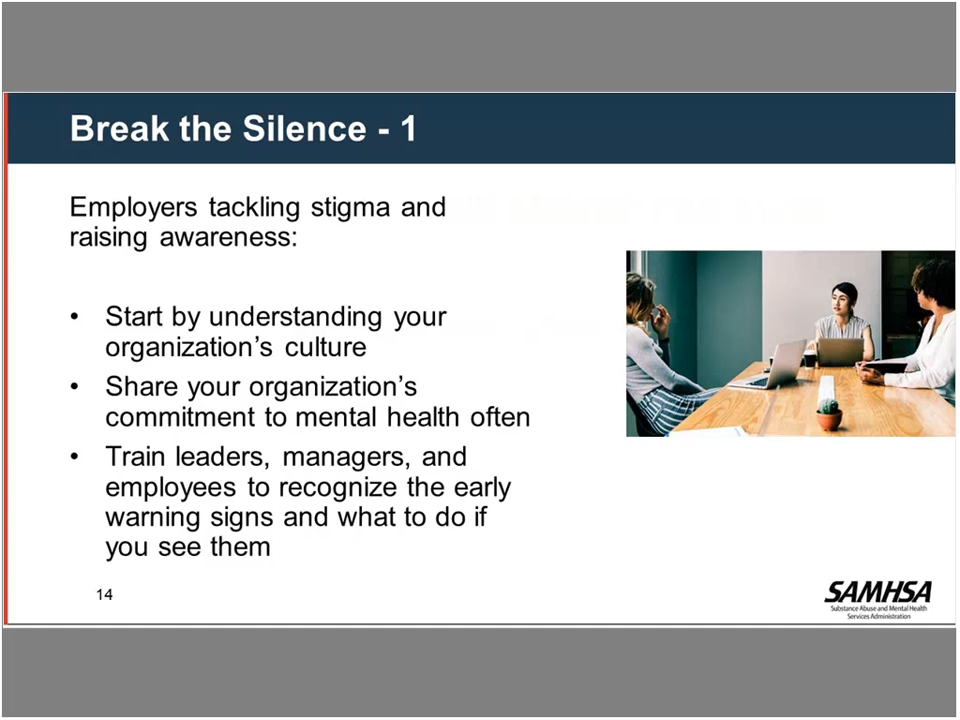 Break the Silence - 1
Employers tackling stigma and
raising awareness:
• Start by understanding your
organization’s culture
• Share your organization’s
commitment to mental health often
• Train leaders, managers, and
employees to recognize the early
warning signs and what to do if
you see them
14
SAMHSA
Substance Abuse and Mental Health
Services Administration